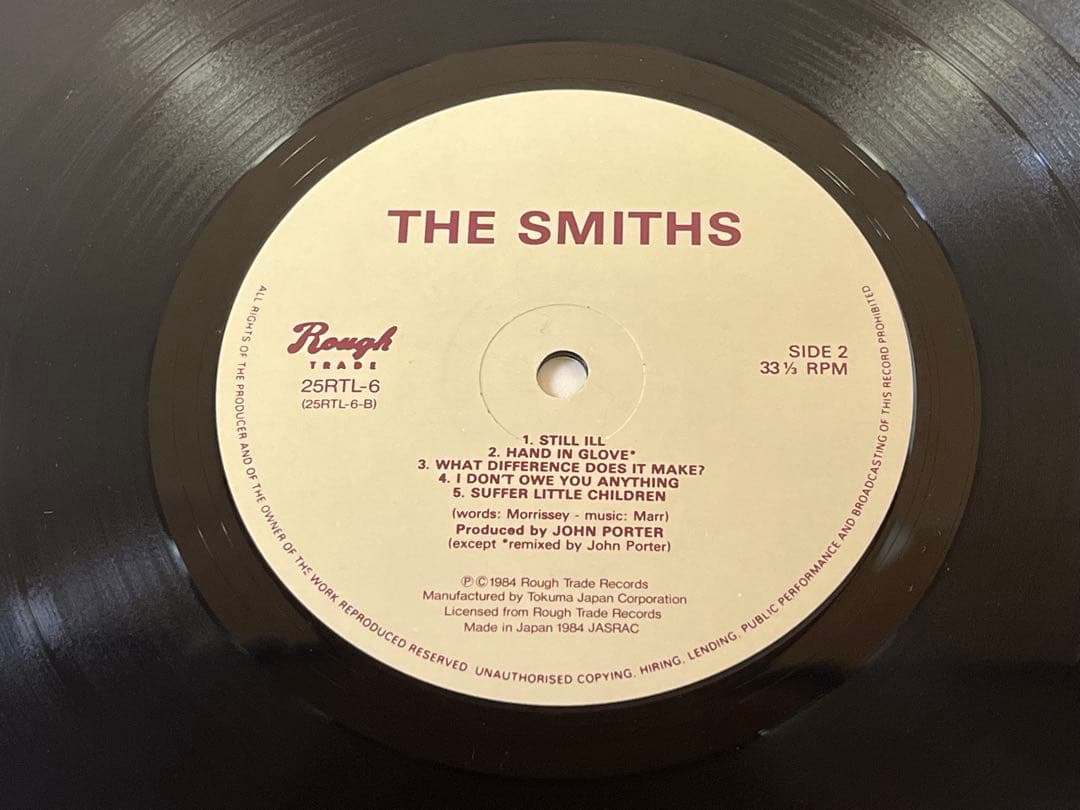 THE SMITHS
Rough
TRADE
25RTL-6
(25RTL-6-B)
SIDE 2
33 ⅓ RPM
1. STILL ILL
2. HAND IN GLOVE*
3. WHAT DIFFERENCE DOES IT MAKE?
4. I DON'T OWE YOU ANYTHING
5. SUFFER LITTLE CHILDREN
(words: Morrissey - music: Marr)
Produced by JOHN PORTER
(except *remixed by John Porter)
Ⓟ©1984 Rough Trade Records
Manufactured by Tokuma Japan Corporation
Licensed from Rough Trade Records
Made in Japan 1984 JASRAC
ALL RIGHTS OF THE PRODUCER AND OF THE OWNER OF THE WORK REPRODUCED RESERVED UNAUTHORISED COPYING, HIRING, LENDING, PUBLIC PERFORMANCE AND BROADCASTING OF THIS RECORD PROHIBITED